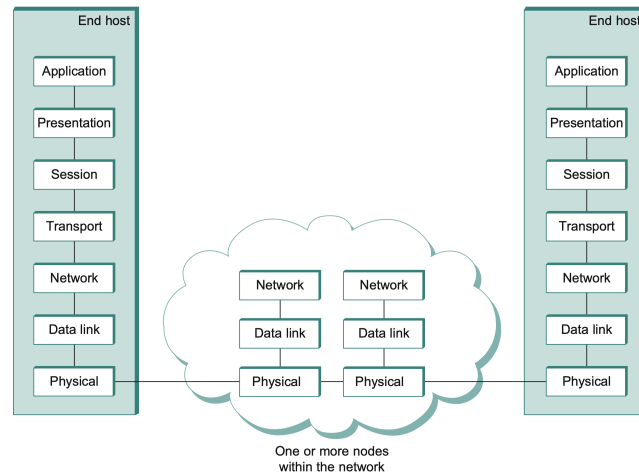 End host
Application
Presentation
Session
Transport
Network
Data link
Physical
Network
Data link
Physical
Network
Data link
Physical
One or more nodes
within the network
End host
Application
Presentation
Session
Transport
Network
Data link
Physical